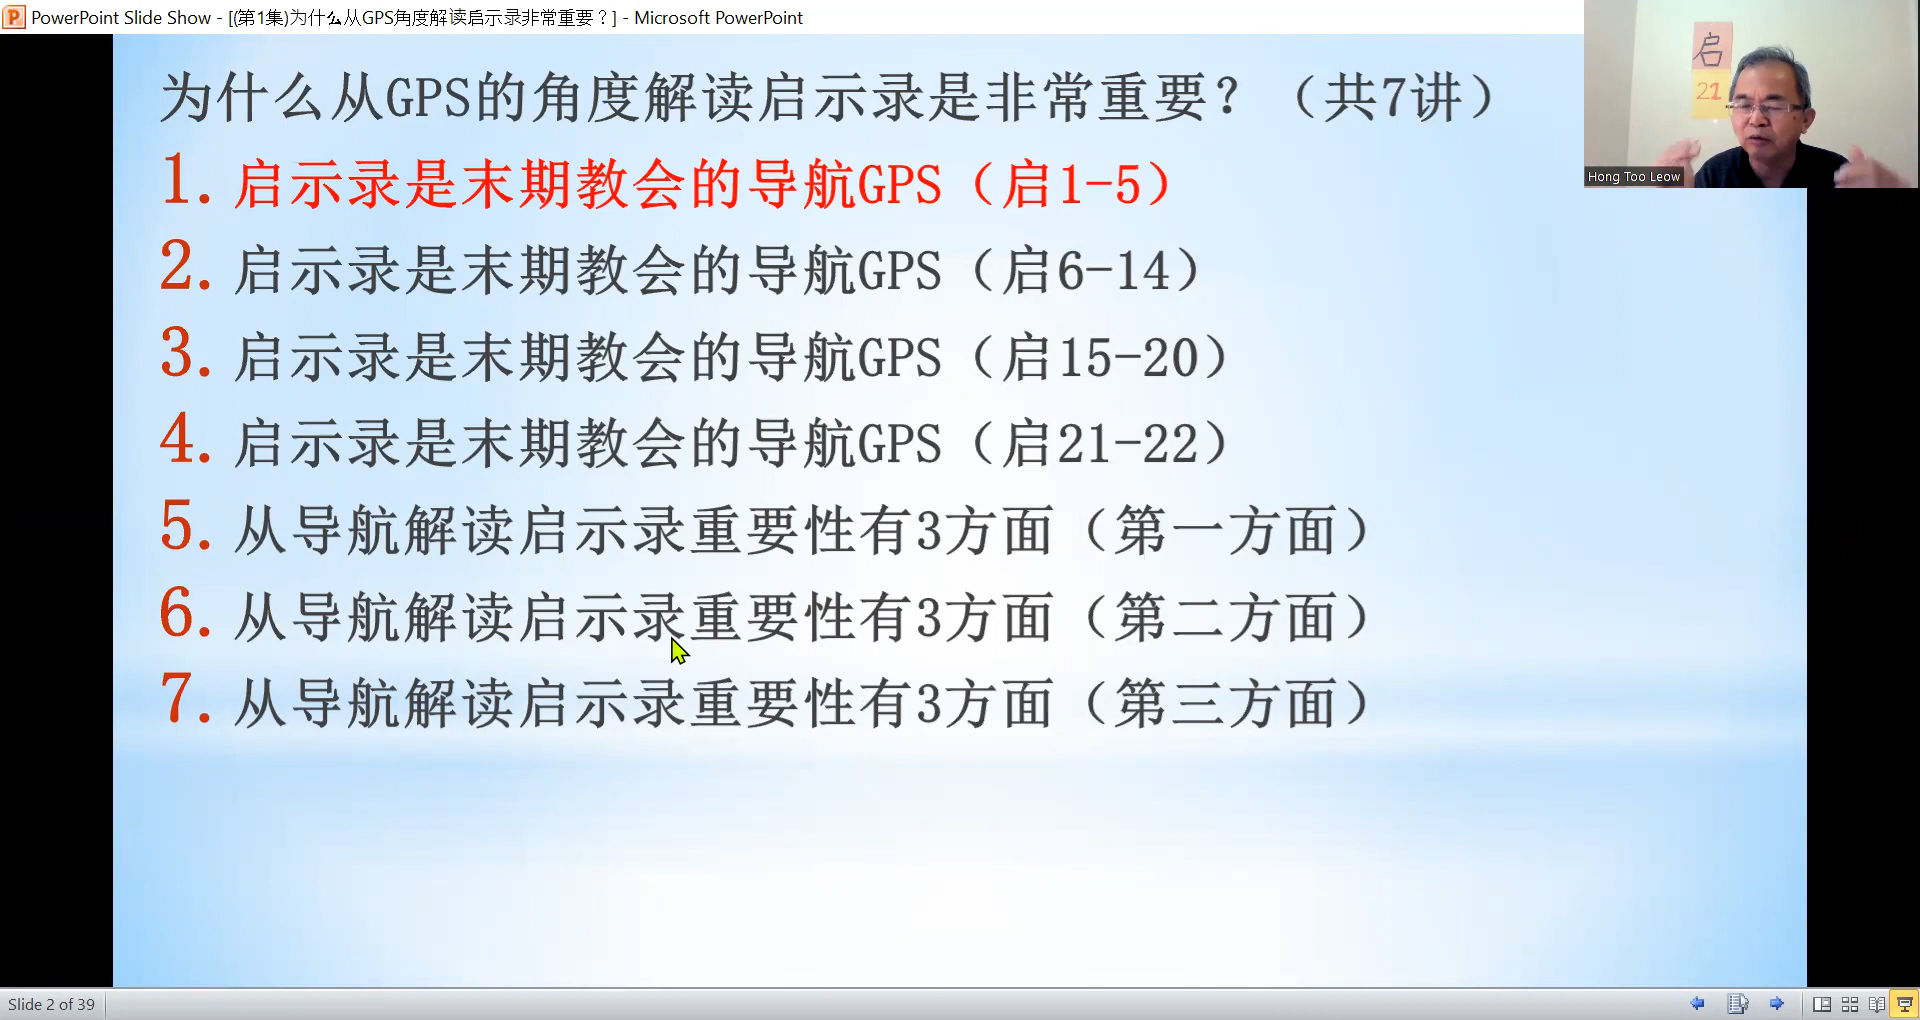 PowerPoint Slide Show - [(第1集)为什么从GPS角度解读启示录非常重要？] - Microsoft PowerPoint
为什么从GPS的角度解读启示录是非常重要？（共7讲）
启
21
Hong Too Leow
1. 启示录是末期教会的导航GPS（启1-5）
2. 启示录是末期教会的导航GPS（启6-14）
3. 启示录是末期教会的导航GPS（启15-20）
4. 启示录是末期教会的导航GPS（启21-22）
5. 从导航解读启示录重要性有3方面（第一方面）
6. 从导航解读启示录重要性有3方面（第二方面）
7. 从导航解读启示录重要性有3方面（第三方面）
Slide 2 of 39